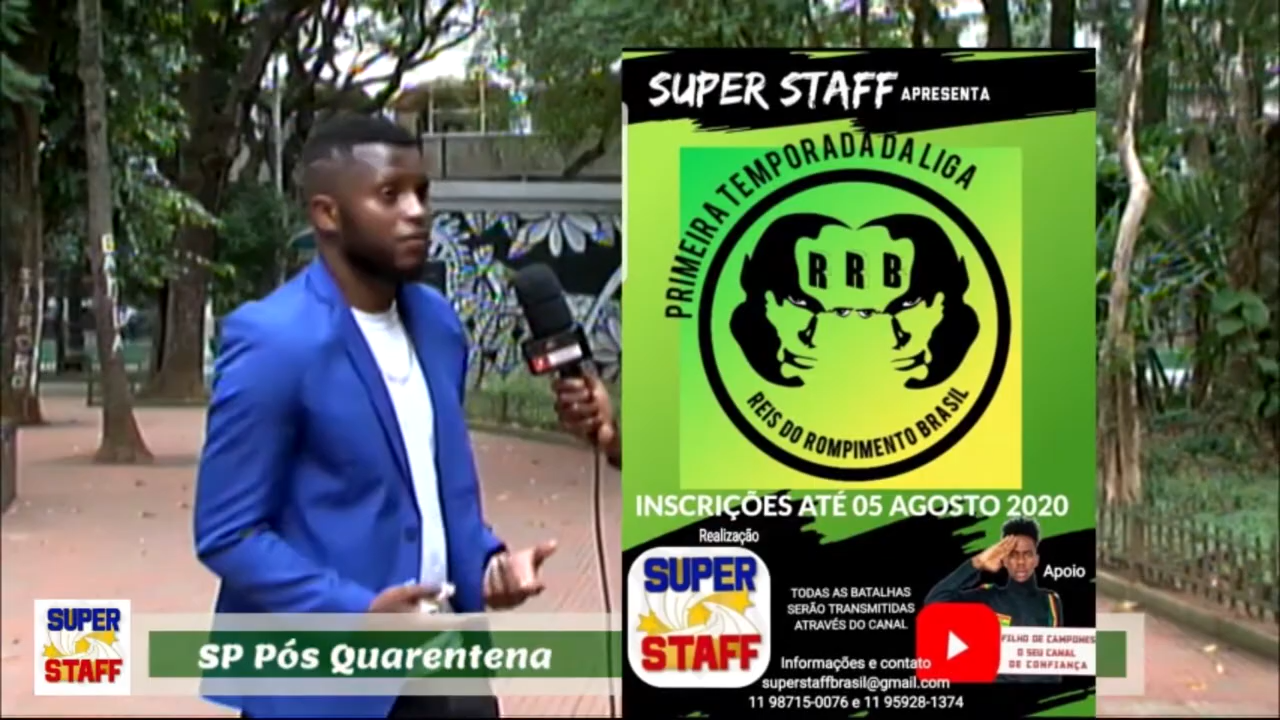 SUPER STAFF APRESENTA
PRIMEIRA TEMPORADA DA LIGA
R R B
REIS DO ROMPIMENTO BRASIL
INSCRIÇÕES ATÉ 05 AGOSTO 2020
Realização
SUPER
STAFF
TODAS AS BATALHAS
SERÃO TRANSMITIDAS
ATRAVÉS DO CANAL
Apoio
FILHO DE CAMPONES
O SEU CANAL
DE CONFIANÇA
Informações e contato
superstaffbrasil@gmail.com
11 98715-0076 e 11 95928-1374
SUPER
STAFF
SP Pós Quarentena